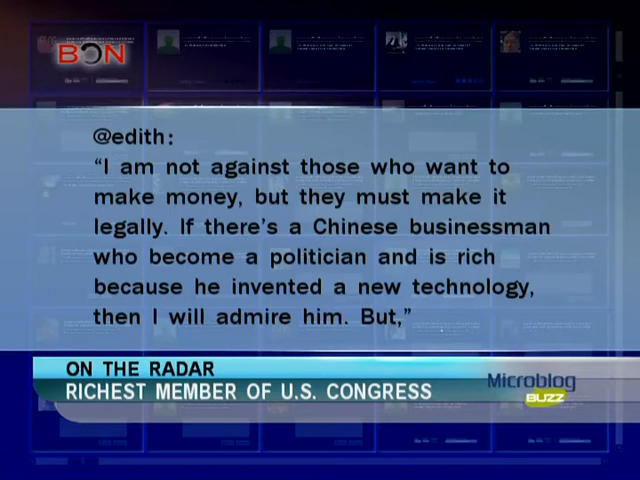 BON
@edith:
“I am not against those who want to
make money, but they must make it
legally. If there’s a Chinese businessman
who become a politician and is rich
because he invented a new technology,
then I will admire him. But,”
ON THE RADAR
RICHEST MEMBER OF U.S. CONGRESS
Microblog
BUZZ